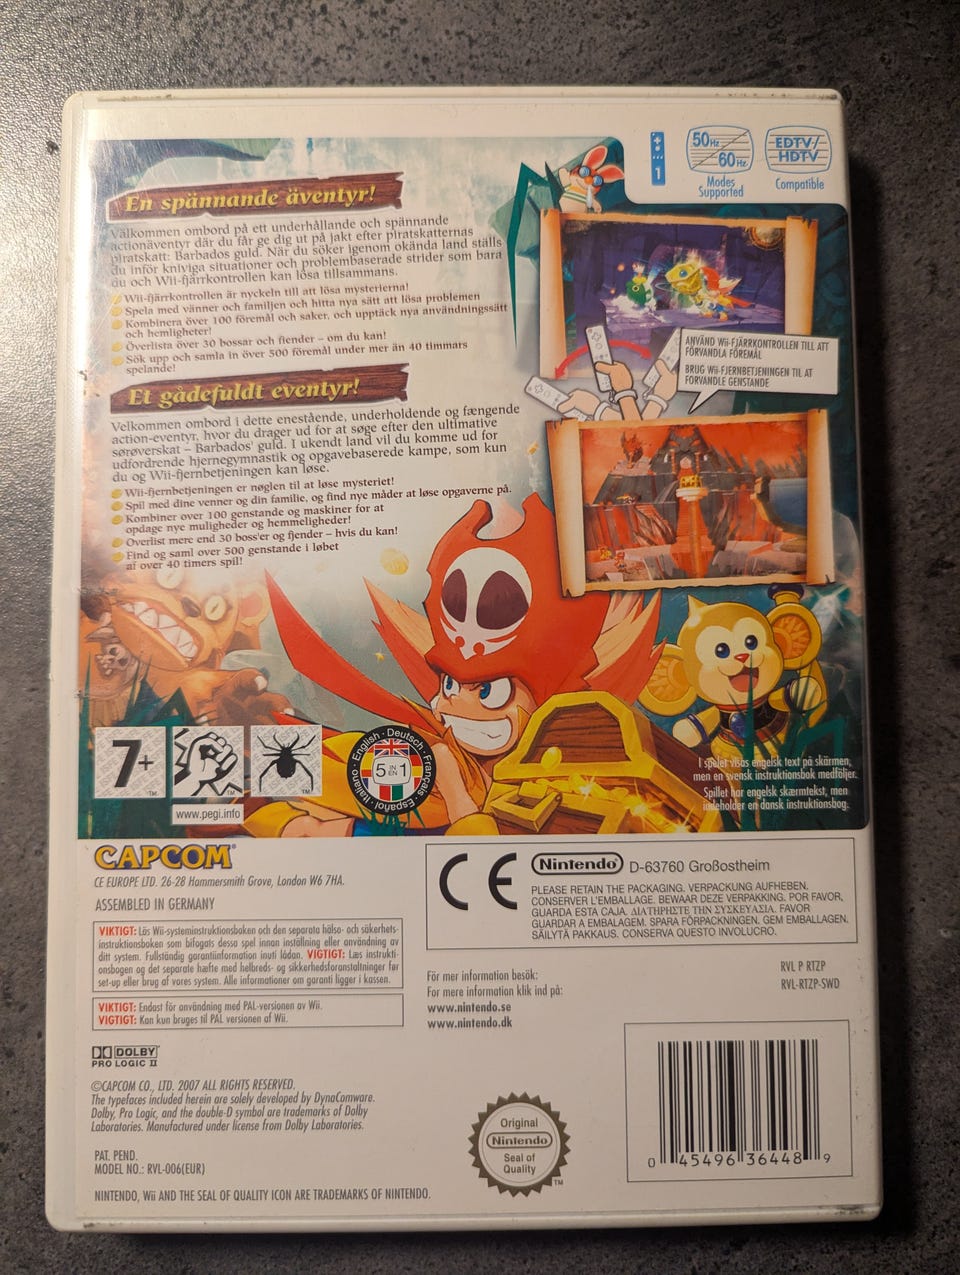 50Hz
60Hz
Modes
Supported
EDTV/
HDTV
Compatible
1
En spännande äventyr!
Välkommen ombord på ett underhållande och spännande
actionäventyr där du får ge dig ut på jakt efter piratskatternas
piratskatt: Barbados guld. När du söker igenom okända land ställs
du inför kniviga situationer och problembaserade strider som bara
du och Wii-fjärrkontrollen kan lösa tillsammans.
Wii-fjärrkontrollen är nyckeln till att lösa mysterierna!
Spela med vänner och familjen och hitta nya sätt att lösa problemen
Kombinera över 100 föremål och saker, och upptäck nya användningssätt
och hemligheter!
Överlista över 30 bossar och fiender – om du kan!
Sök upp och samla in över 500 föremål under mer än 40 timmars
spelande!
ANVÄND Wii-FJÄRRKONTROLLEN TILL ATT
FÖRVANDLA FÖREMÅL
BRUG Wii-FJERNBETJENINGEN TIL AT
FORVANDLE GENSTANDE
Et gådefuldt eventyr!
Velkommen ombord i dette enestående, underholdende og fængende
action-eventyr, hvor du drager ud for at søge efter den ultimative
sørøverskat – Barbados' guld. I ukendt land vil du komme ud for
udfordrende hjernegymnastik og opgavebaserede kampe, som kun
du og Wii-fjernbetjeningen kan løse.
Wii-fjernbetjeningen er nøglen til at løse mysteriet!
Spil med dine venner og din familie, og find nye måder at løse opgaverne på.
Kombiner over 100 genstande og maskiner for at
opdage nye muligheder og hemmeligheder!
Overlist mere end 30 boss'er og fjender – hvis du kan!
Find og saml over 500 genstande i løbet
af over 40 timers spil!
7+
www.pegi.info
English · Deutsch · Français · Español · Italiano
5 IN EN 1
I spelet visas engelsk text på skärmen,
men en svensk instruktionsbok medföljer.
Spillet har engelsk skærmtekst, men
indeholder en dansk instruktionsbog.
CAPCOM
CE EUROPE LTD. 26-28 Hammersmith Grove, London W6 7HA.
ASSEMBLED IN GERMANY
VIKTIGT: Läs Wii-systeminstruktionsboken och den separata hälso- och säkerhets-
instruktionsboken som bifogats dessa spel innan inställning eller användning av
ditt system. Fullständig garantiinformation inuti lådan. VIGTIGT: Læs instrukti-
onsbogen og det separate hæfte med helbreds- og sikkerhedsforanstaltninger før
set-up eller brug af vores system. Alle informationer om garanti ligger i kassen.
VIKTIGT: Endast för användning med PAL-versionen av Wii.
VIGTIGT: Kan kun bruges til PAL versionen af Wii.
CE
Nintendo D-63760 Großostheim
PLEASE RETAIN THE PACKAGING. VERPACKUNG AUFHEBEN.
CONSERVER L'EMBALLAGE. BEWAAR DEZE VERPAKKING. POR FAVOR,
GUARDA ESTA CAJA. ΔΙΑΤΗΡΗΣΤΕ ΤΗΝ ΣΥΣΚΕΥΑΣΙΑ. FAVOR
GUARDAR A EMBALAGEM. SPARA FÖRPACKNINGEN. GEM EMBALLAGEN.
SÄILYTÄ PAKKAUS. CONSERVA QUESTO INVOLUCRO.
För mer information besök:
For mere information klik ind på:
www.nintendo.se
www.nintendo.dk
RVL P RTZP
RVL-RTZP-SWD
DOLBY
PRO LOGIC II
©CAPCOM CO., LTD. 2007 ALL RIGHTS RESERVED.
The typefaces included herein are solely developed by DynaComware.
Dolby, Pro Logic, and the double-D symbol are trademarks of Dolby
Laboratories. Manufactured under license from Dolby Laboratories.
PAT. PEND.
MODEL NO.: RVL-006(EUR)
NINTENDO, Wii AND THE SEAL OF QUALITY ICON ARE TRADEMARKS OF NINTENDO.
Original
Nintendo
Seal of
Quality
TM
0 45496 36448 9